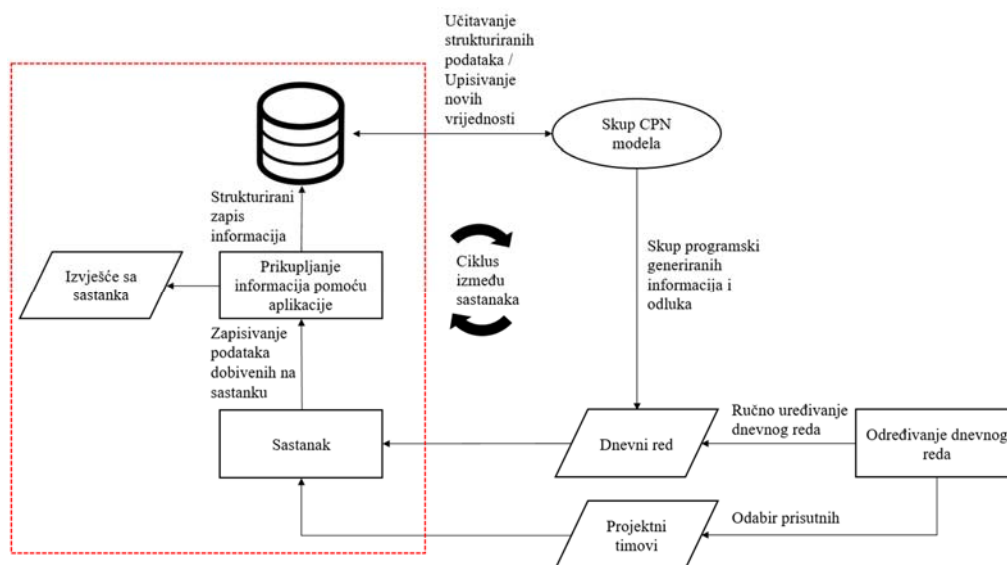 Učitavanje
strukturiranih
podataka /
Upisivanje
novih
vrijednosti
Skup CPN
modela
Strukturirani
zapis
informacija
Izvješće sa
sastanka
Prikupljanje
informacija pomoću
aplikacije
Ciklus
između
sastanaka
Skup programski
generiranih
informacija i
odluka
Zapisivanje
podataka
dobivenih na
sastanku
Sastanak
Dnevni red
Ručno uređivanje
dnevnog reda
Određivanje dnevnog
reda
Projektni
timovi
Odabir prisutnih